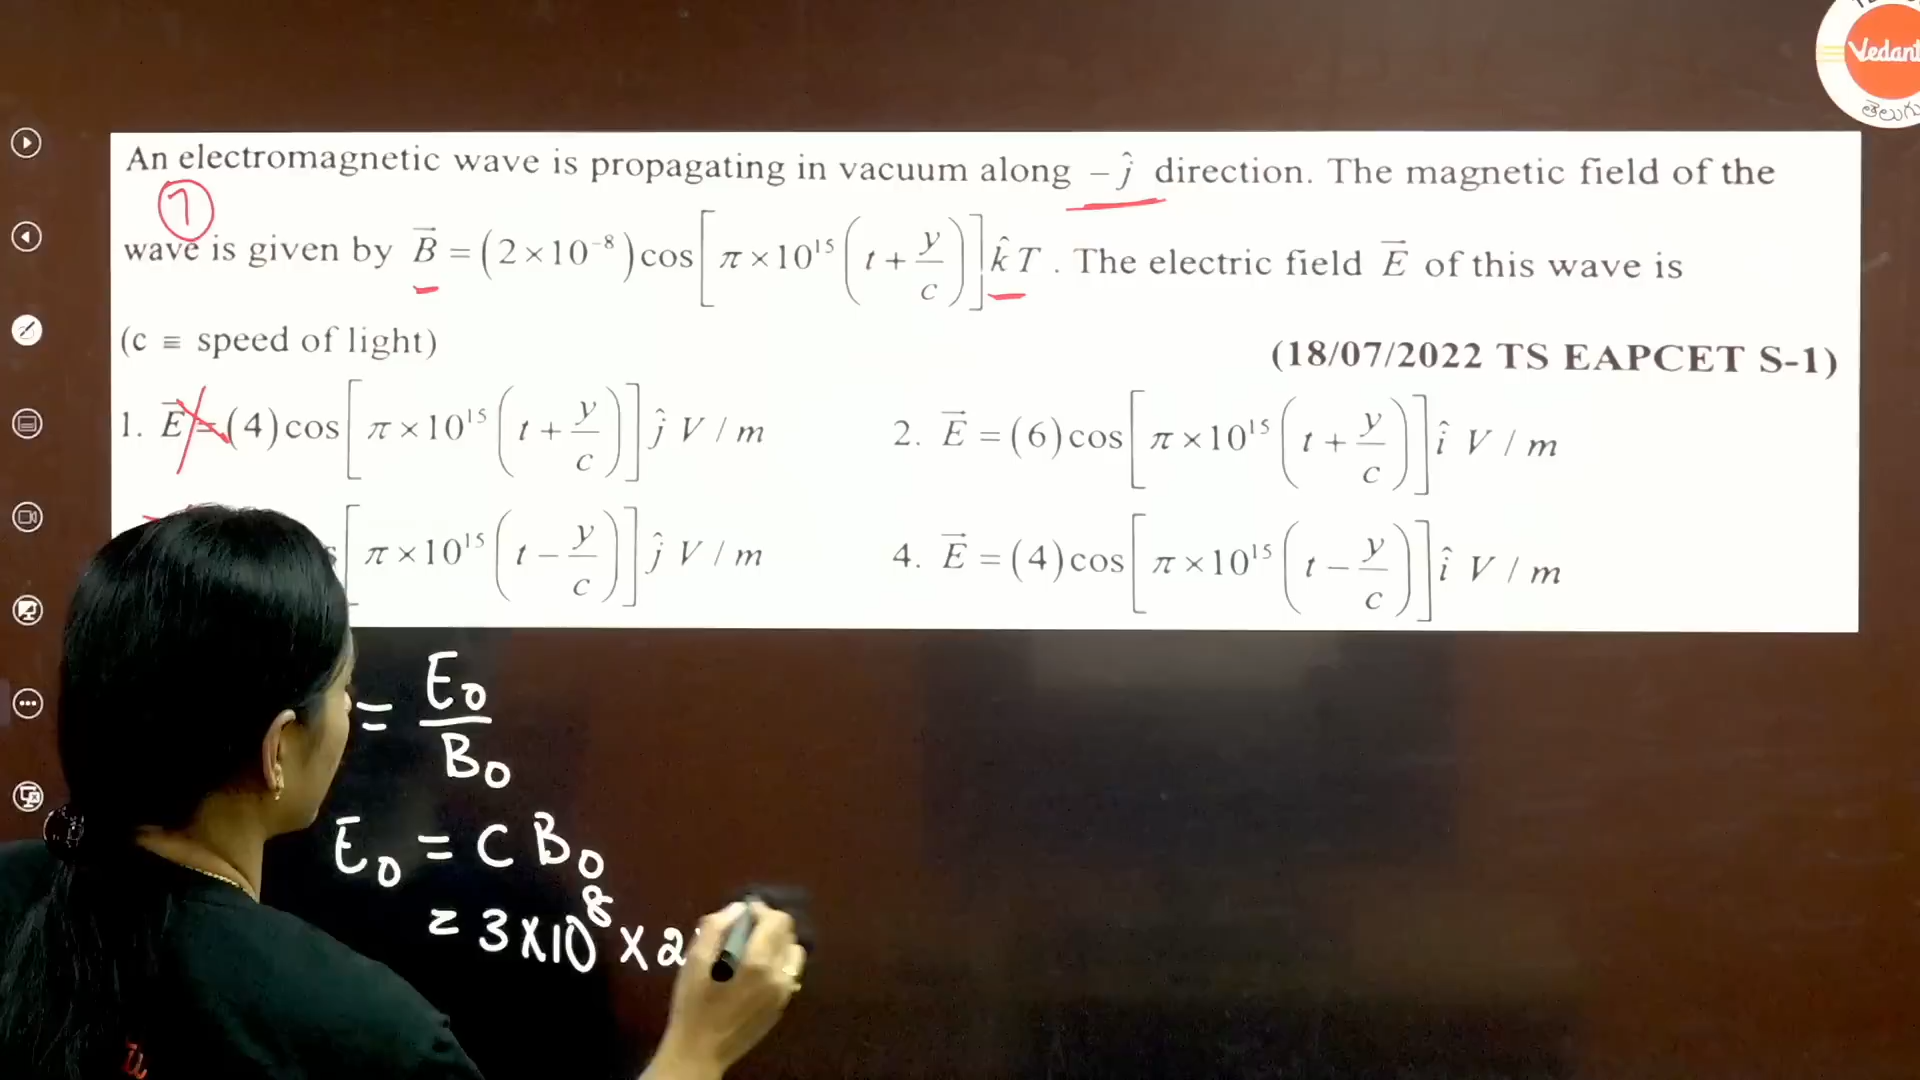 Vedant
తెలుగు
An electromagnetic wave is propagating in vacuum along −ĵ direction. The magnetic field of the
7
wave is given by B⃗ = (2×10⁻⁸)cos[π×10¹⁵(t+y/c)]k̂ T. The electric field E⃗ of this wave is
(c ≡ speed of light)
(18/07/2022 TS EAPCET S-1)
1. E⃗ = (4)cos[π×10¹⁵(t+y/c)]ĵ V/m
2. E⃗ = (6)cos[π×10¹⁵(t+y/c)]î V/m
[π×10¹⁵(t−y/c)]ĵ V/m
4. E⃗ = (4)cos[π×10¹⁵(t−y/c)]î V/m
= E₀/B₀
E₀ = C B₀
= 3×10⁸ × 2